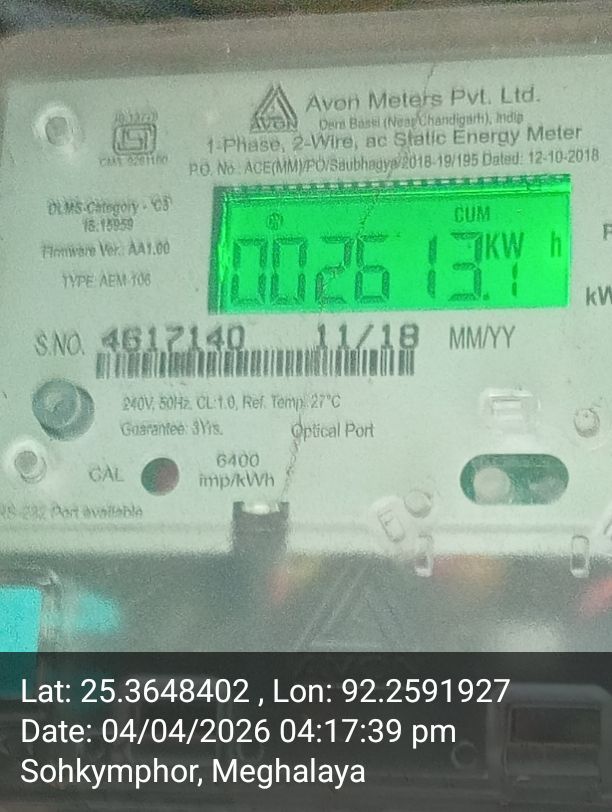 AVON
Avon Meters Pvt. Ltd.
Dera Bassi (Near Chandigarh), India
1-Phase, 2-Wire, ac Static Energy Meter
P.O. No.: ACE(MM)/PO/Saubhagya/2018-19/195 Dated: 12-10-2018
DLMS-Category - C3
IS:15959
Firmware Ver.: AA1.00
TYPE: AEM-106
CUM
002613.1 KW h
S.NO. 4617140 11/18 MM/YY
240V, 50Hz, CL:1.0, Ref. Temp. 27°C
Guarantee: 3Yrs.
Optical Port
CAL
6400
imp/kWh
Port available
Lat: 25.3648402 , Lon: 92.2591927
Date: 04/04/2026 04:17:39 pm
Sohkymphor, Meghalaya